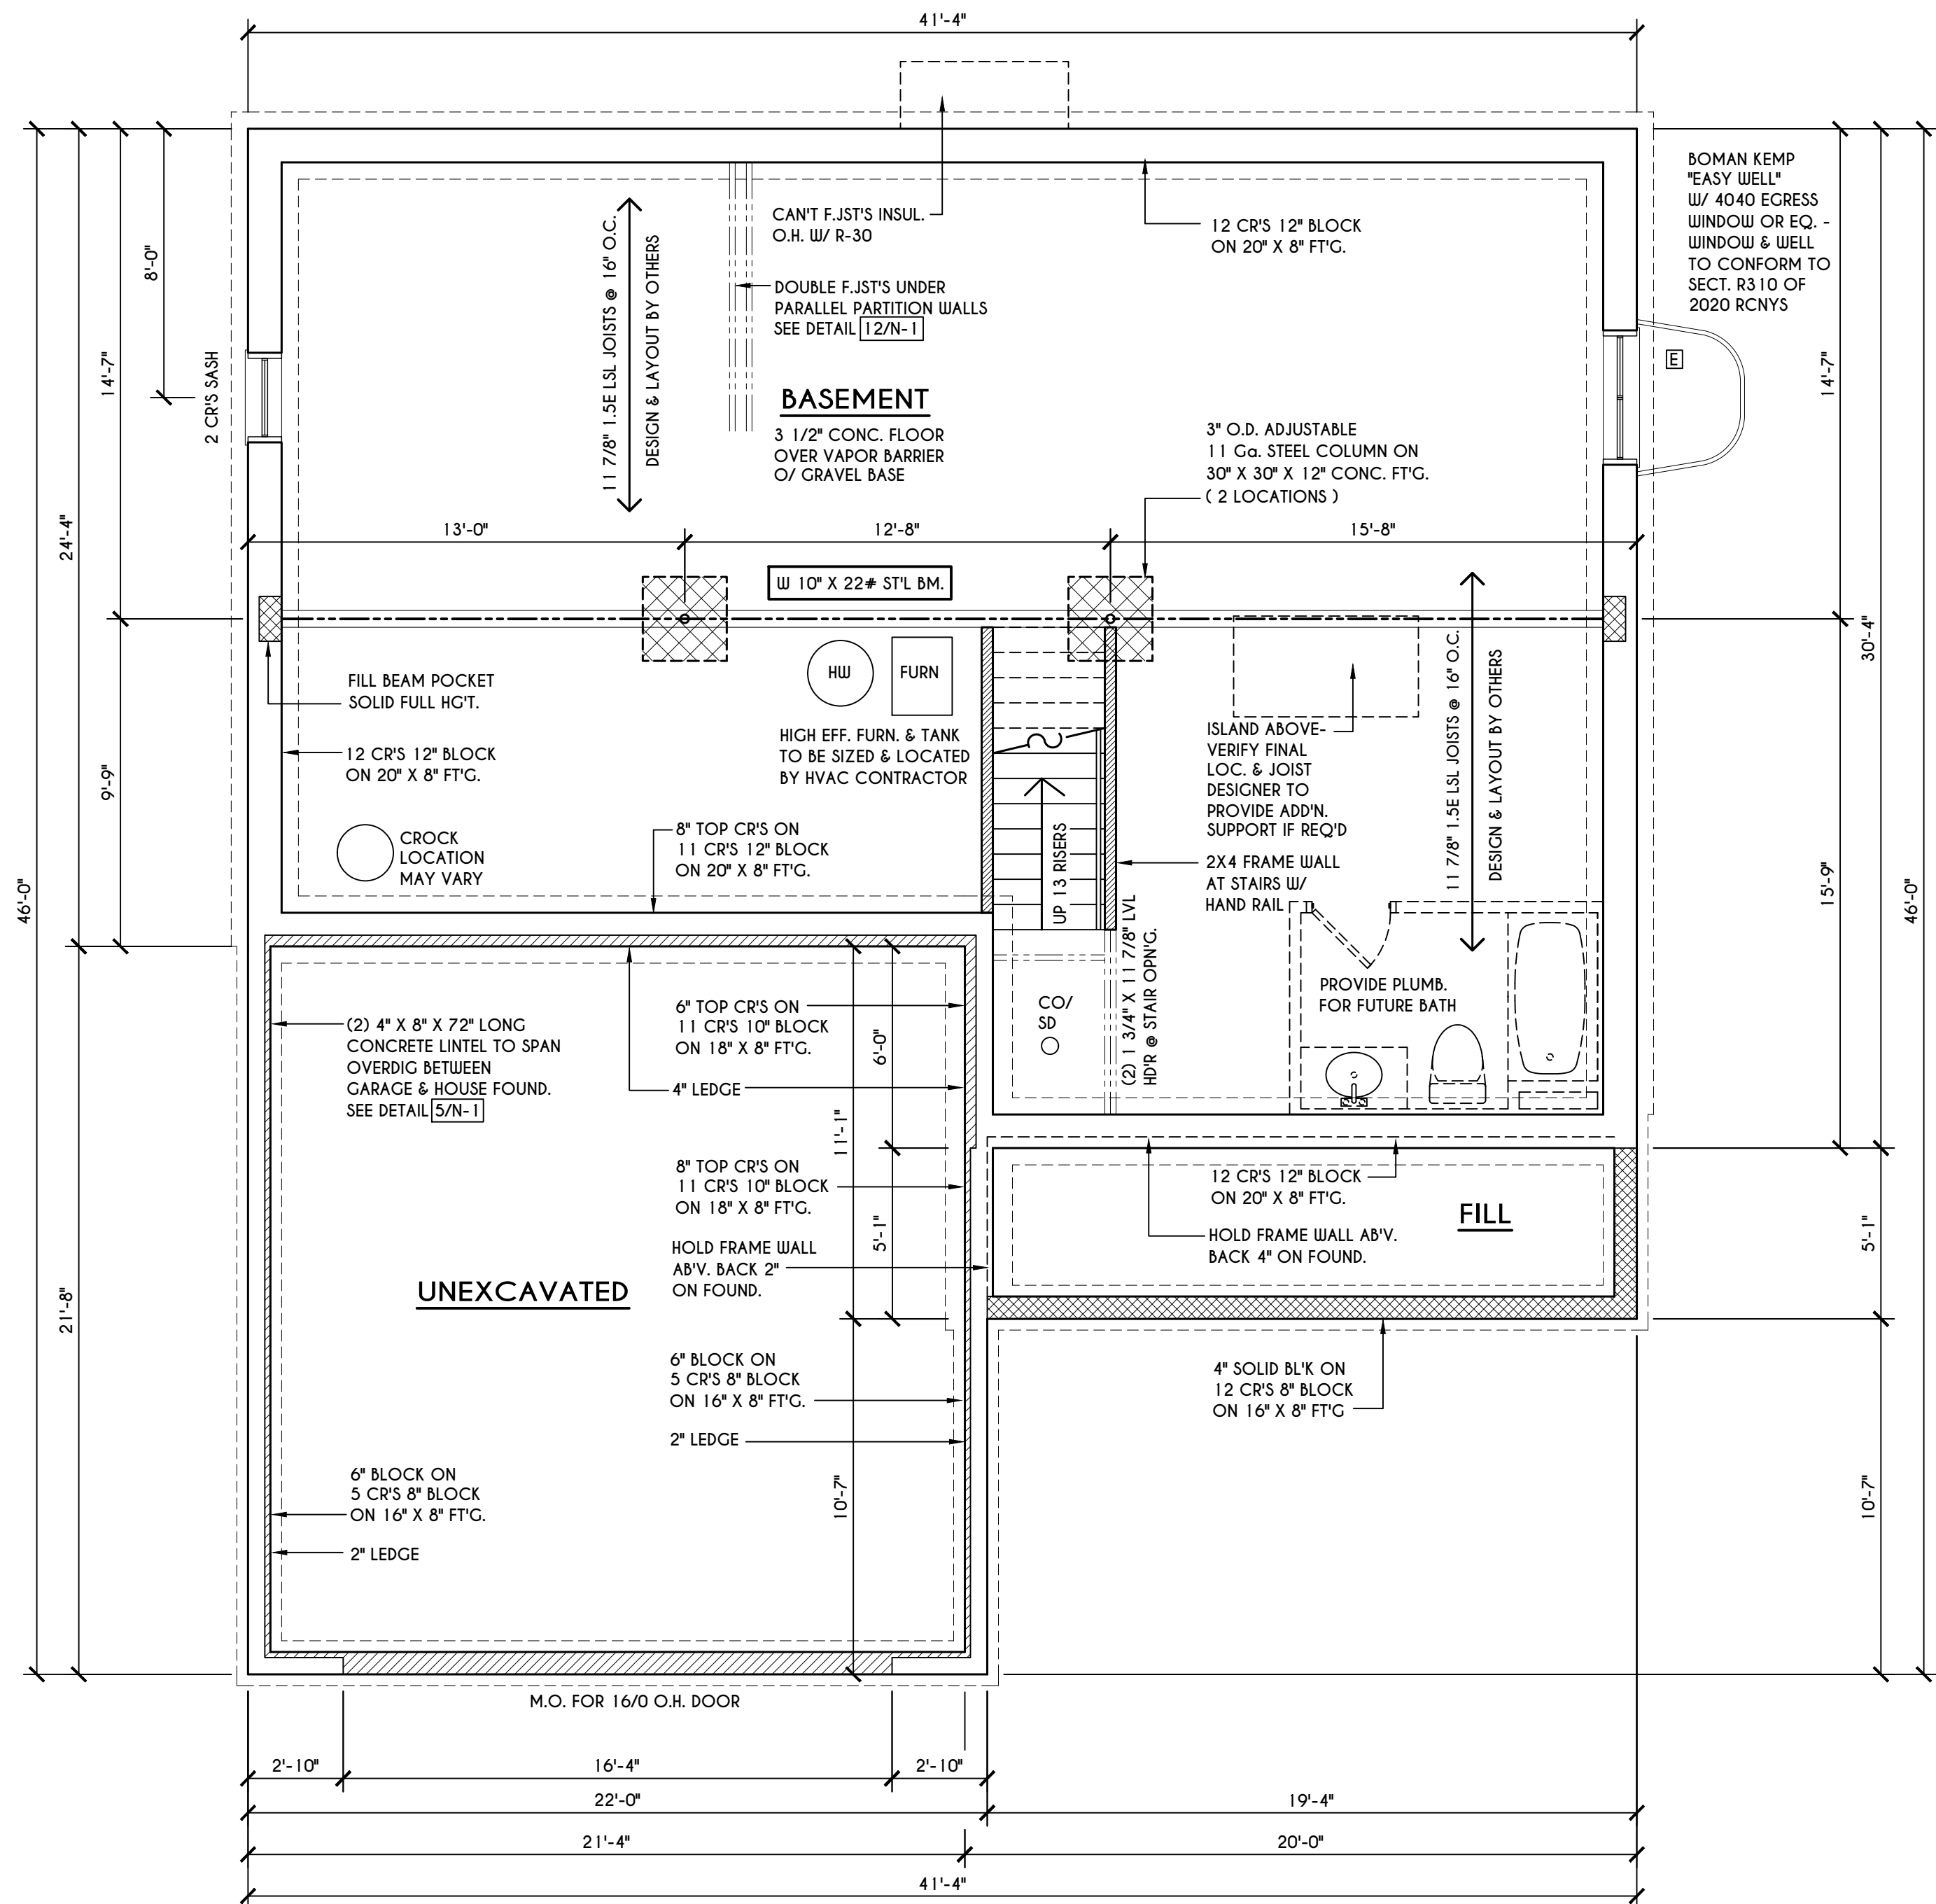 41'-4"
BOMAN KEMP
"EASY WELL"
W/ 4040 EGRESS
WINDOW OR EQ. -
WINDOW & WELL
TO CONFORM TO
SECT. R310 OF
2020 RCNYS
E
CAN'T F.JST'S INSUL.
O.H. W/ R-30
12 CR'S 12" BLOCK
ON 20" X 8" FT'G.
DOUBLE F.JST'S UNDER
PARALLEL PARTITION WALLS
SEE DETAIL 12/N-1
11 7/8" 1.5E LSL JOISTS @ 16" O.C.
DESIGN & LAYOUT BY OTHERS
8'-0"
14'-7"
2 CR'S SASH
24'-4"
9'-9"
46'-0"
21'-8"
BASEMENT
3 1/2" CONC. FLOOR
OVER VAPOR BARRIER
O/ GRAVEL BASE
3" O.D. ADJUSTABLE
11 Ga. STEEL COLUMN ON
30" X 30" X 12" CONC. FT'G.
( 2 LOCATIONS )
13'-0"
12'-8"
15'-8"
W 10" X 22# ST'L BM.
14'-7"
30'-4"
15'-9"
46'-0"
5'-1"
10'-7"
FILL BEAM POCKET
SOLID FULL HG'T.
12 CR'S 12" BLOCK
ON 20" X 8" FT'G.
HW
FURN
HIGH EFF. FURN. & TANK
TO BE SIZED & LOCATED
BY HVAC CONTRACTOR
CROCK
LOCATION
MAY VARY
8" TOP CR'S ON
11 CR'S 12" BLOCK
ON 20" X 8" FT'G.
UP 13 RISERS
ISLAND ABOVE-
VERIFY FINAL
LOC. & JOIST
DESIGNER TO
PROVIDE ADD'N.
SUPPORT IF REQ'D
2X4 FRAME WALL
AT STAIRS W/
HAND RAIL
11 7/8" 1.5E LSL JOISTS @ 16" O.C.
DESIGN & LAYOUT BY OTHERS
(2) 1 3/4" X 11 7/8" LVL
HD'R @ STAIR OPN'G.
CO/
SD
PROVIDE PLUMB.
FOR FUTURE BATH
(2) 4" X 8" X 72" LONG
CONCRETE LINTEL TO SPAN
OVERDIG BETWEEN
GARAGE & HOUSE FOUND.
SEE DETAIL 5/N-1
6" TOP CR'S ON
11 CR'S 10" BLOCK
ON 18" X 8" FT'G.
4" LEDGE
6'-0"
11'-1"
5'-1"
8" TOP CR'S ON
11 CR'S 10" BLOCK
ON 18" X 8" FT'G.
HOLD FRAME WALL
AB'V. BACK 2"
ON FOUND.
12 CR'S 12" BLOCK
ON 20" X 8" FT'G.
FILL
HOLD FRAME WALL AB'V.
BACK 4" ON FOUND.
UNEXCAVATED
6" BLOCK ON
5 CR'S 8" BLOCK
ON 16" X 8" FT'G.
2" LEDGE
10'-7"
4" SOLID BL'K ON
12 CR'S 8" BLOCK
ON 16" X 8" FT'G
6" BLOCK ON
5 CR'S 8" BLOCK
ON 16" X 8" FT'G.
2" LEDGE
M.O. FOR 16/0 O.H. DOOR
2'-10"
16'-4"
2'-10"
22'-0"
19'-4"
21'-4"
20'-0"
41'-4"